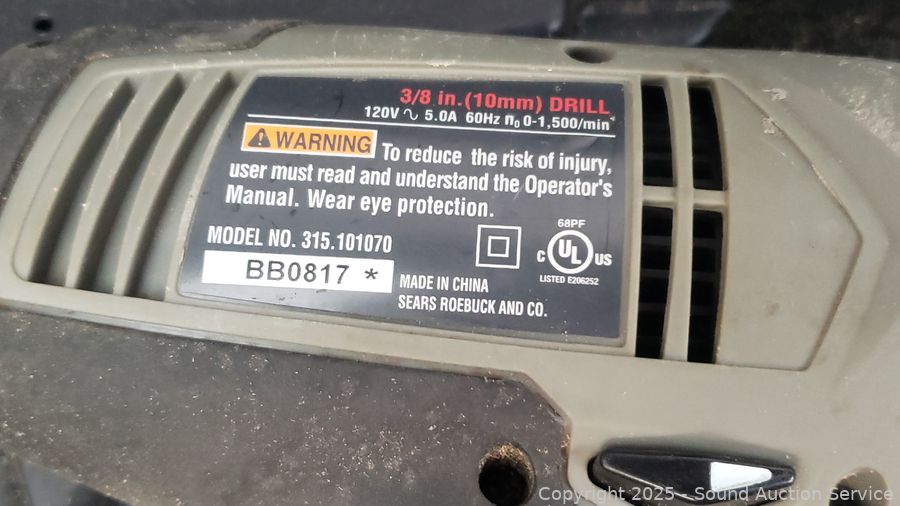 3/8 in.(10mm) DRILL
120V ∿ 5.0A 60Hz n₀ 0-1,500/min
WARNING To reduce the risk of injury,
user must read and understand the Operator's
Manual. Wear eye protection.
MODEL NO. 315.101070
BB0817 *
68PF
C UL US
LISTED E206252
MADE IN CHINA
SEARS ROEBUCK AND CO.
Copyright © 2025 - Sound Auction Service